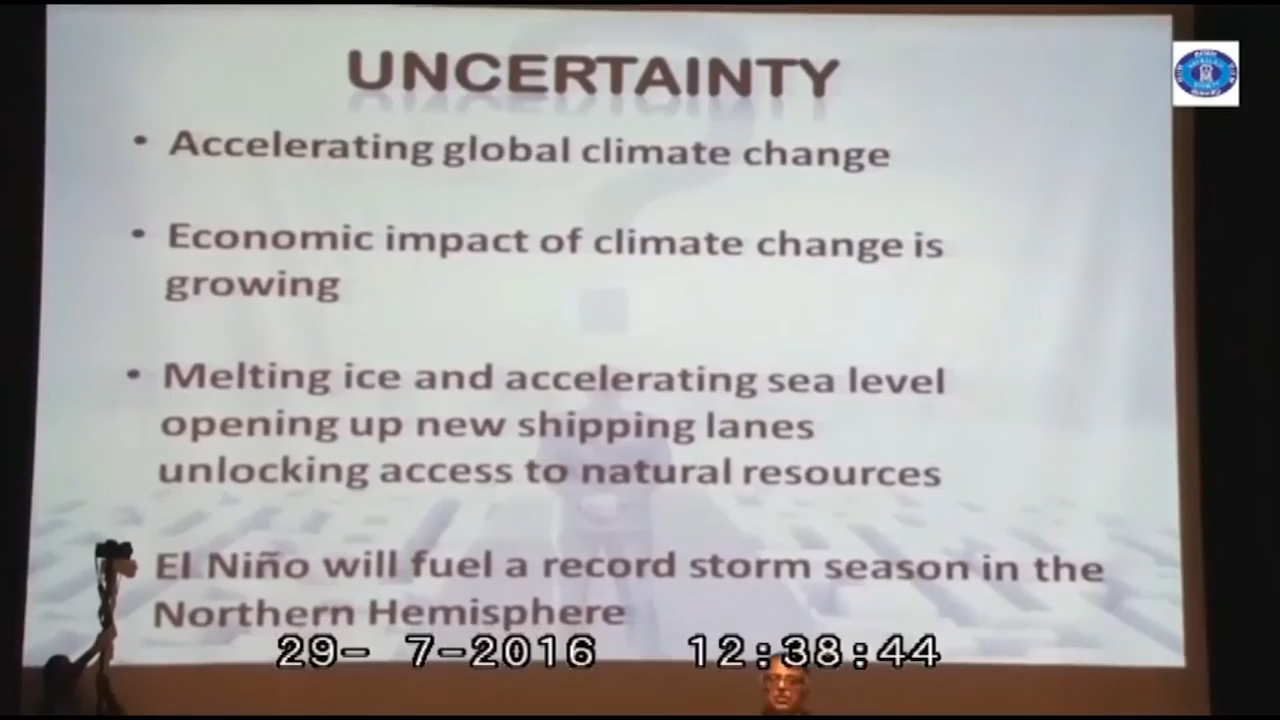 UNCERTAINTY
• Accelerating global climate change
• Economic impact of climate change is
growing
• Melting ice and accelerating sea level
opening up new shipping lanes
unlocking access to natural resources
El Niño will fuel a record storm season in the
Northern Hemisphere
29- 7-2016 12:38:44